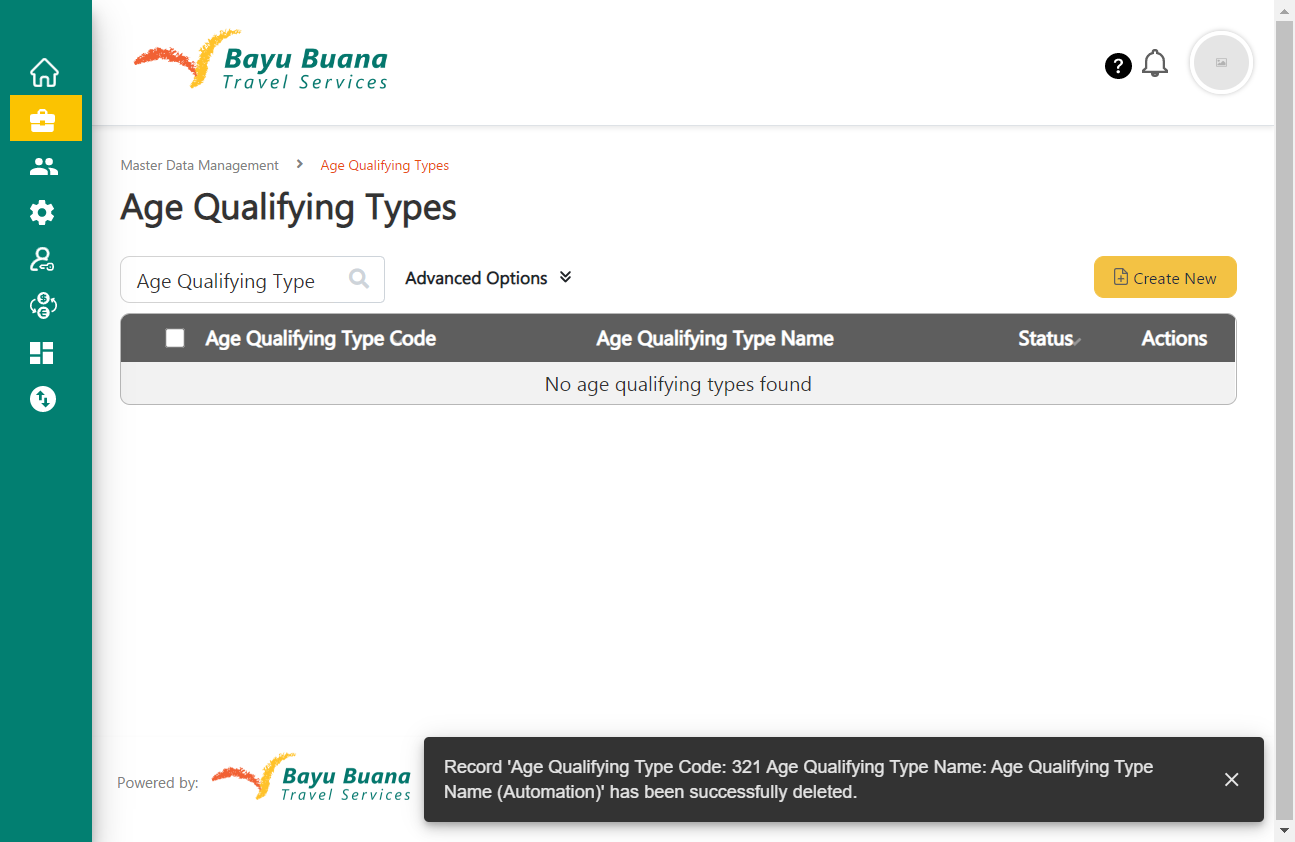 Bayu Buana
Travel Services
?
Master Data Management
Age Qualifying Types
Age Qualifying Types
Age Qualifying Type
Advanced Options
Create New
Age Qualifying Type Code
Age Qualifying Type Name
Status
Actions
No age qualifying types found
Powered by:
Bayu Buana
Travel Services
Record 'Age Qualifying Type Code: 321 Age Qualifying Type Name: Age Qualifying Type
Name (Automation)' has been successfully deleted.